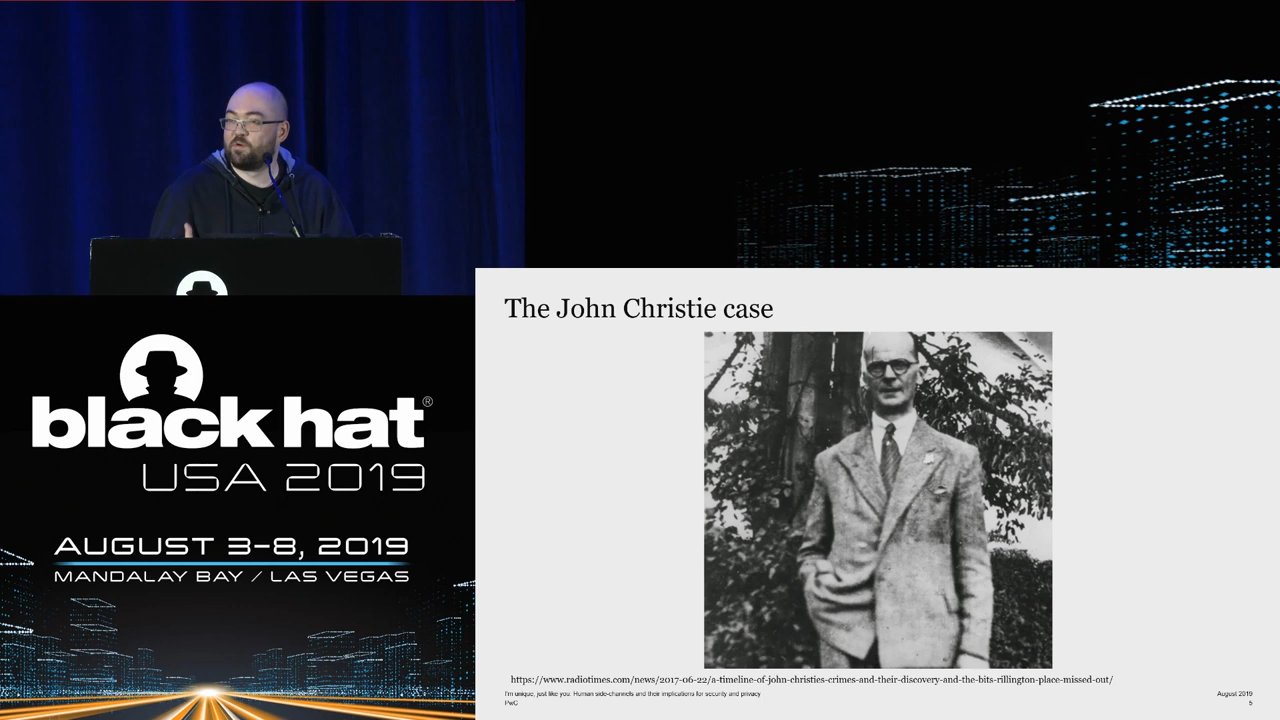 black hat®
USA 2019
AUGUST 3-8, 2019
MANDALAY BAY / LAS VEGAS
The John Christie case
https://www.radiotimes.com/news/2017-06-22/a-timeline-of-john-christies-crimes-and-their-discovery-and-the-bits-rillington-place-missed-out/
I'm unique, just like you: Human side-channels and their implications for security and privacy
PwC
August 2019
5